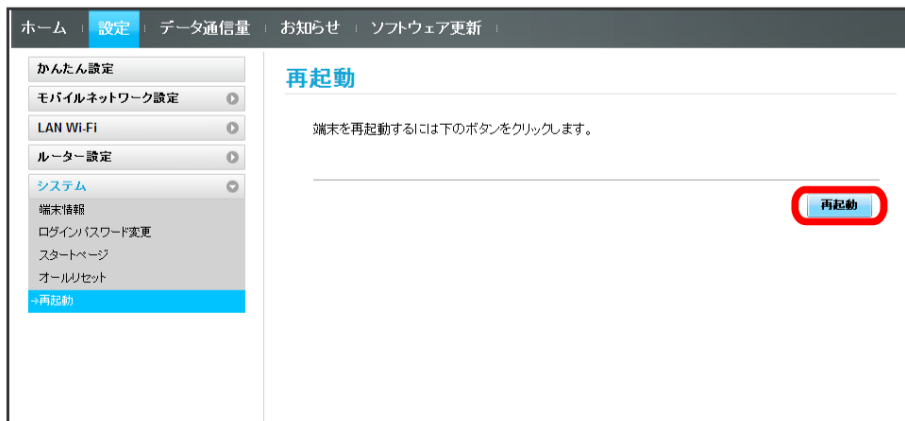 ホーム 設定 データ通信量 お知らせ ソフトウェア更新
かんたん設定
モバイルネットワーク設定
LAN Wi-Fi
ルーター設定
システム
端末情報
ログインパスワード変更
スタートページ
オールリセット
→再起動
再起動
端末を再起動するには下のボタンをクリックします。
再起動